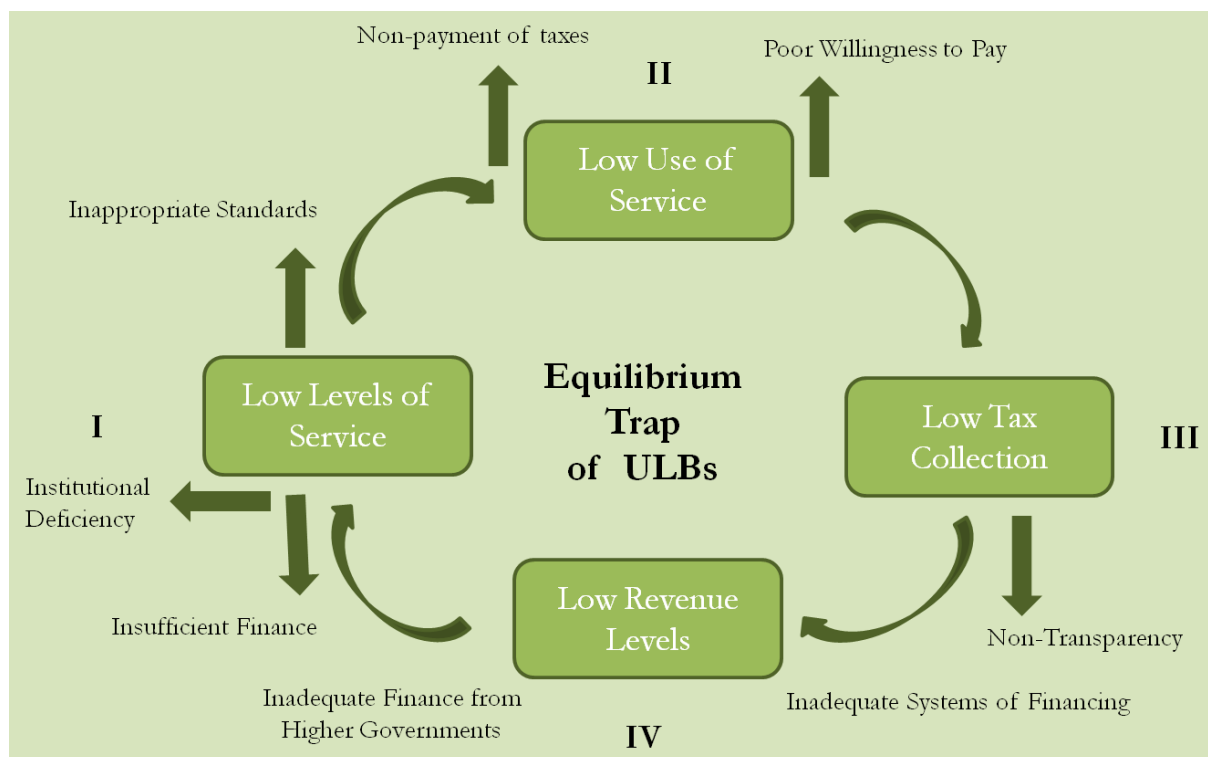 Non-payment of taxes
II
Poor Willingness to Pay
Low Use of
Service
Inappropriate Standards
I
Low Levels of
Service
Equilibrium
Trap
of ULBs
Low Tax
Collection
III
Institutional
Deficiency
Insufficient Finance
Low Revenue
Levels
Non-Transparency
Inadequate Finance from
Higher Governments
IV
Inadequate Systems of Financing